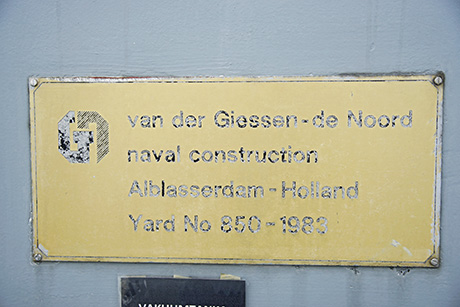 van der Giessen-de Noord
naval construction
Alblasserdam-Holland
Yard No 850-1983